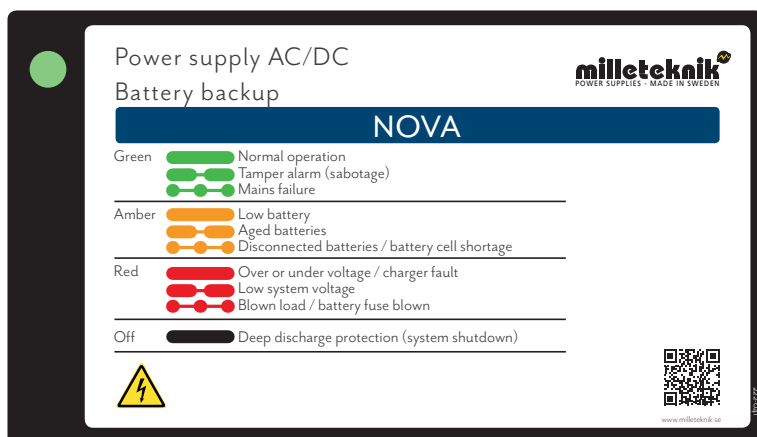 Power supply AC/DC
Battery backup
milleteknik
POWER SUPPLIES - MADE IN SWEDEN
NOVA
Green Normal operation
Tamper alarm (sabotage)
Mains failure
Amber Low battery
Aged batteries
Disconnected batteries / battery cell shortage
Red Over or under voltage / charger fault
Low system voltage
Blown load / battery fuse blown
Off Deep discharge protection (system shutdown)
www.milleteknik.se